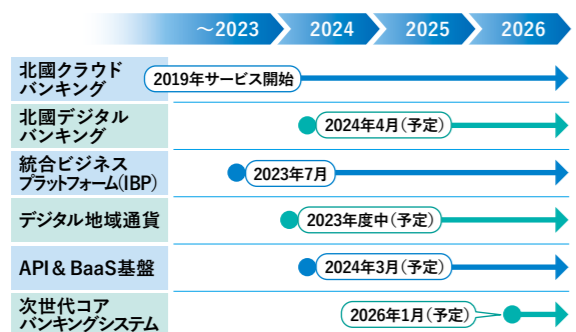 ～2023 2024 2025 2026
北國クラウド
バンキング
2019年サービス開始
北國デジタル
バンキング
2024年4月(予定)
統合ビジネス
プラットフォーム(IBP)
2023年7月
デジタル地域通貨
2023年度中(予定)
API & BaaS基盤
2024年3月(予定)
次世代コア
バンキングシステム
2026年1月(予定)